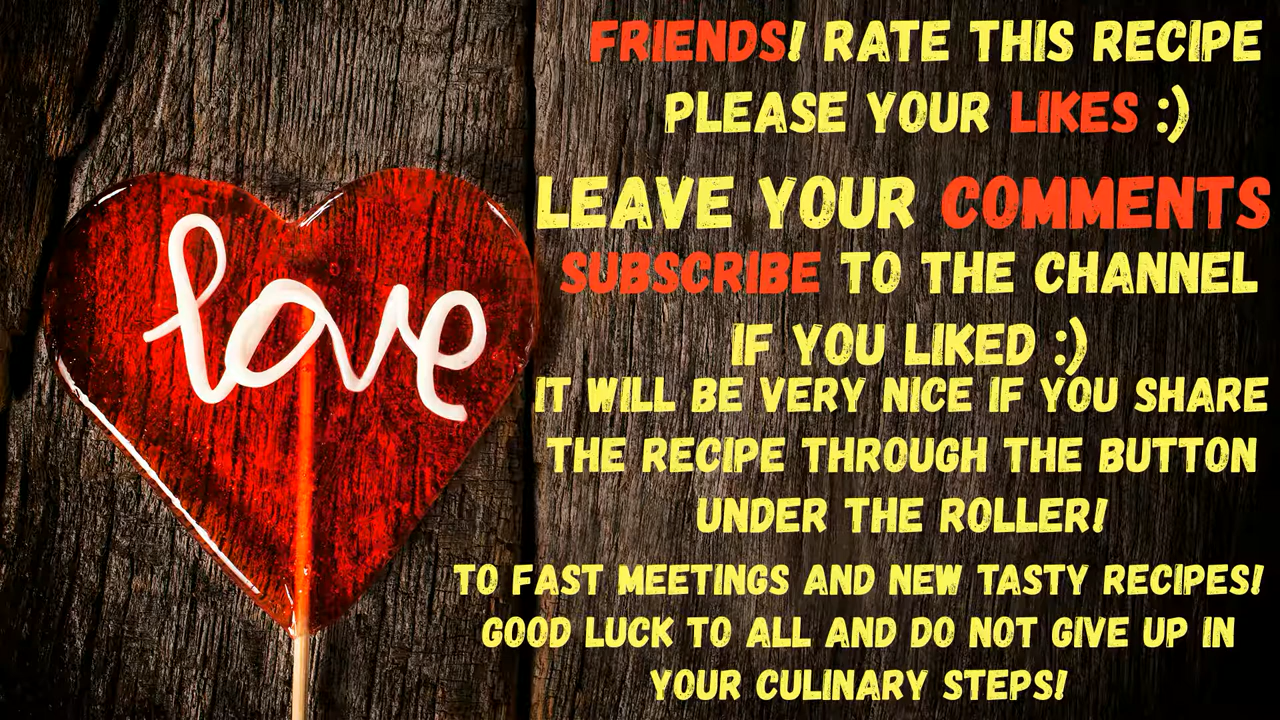 FRIENDS! RATE THIS RECIPE
PLEASE YOUR LIKES :)
LEAVE YOUR COMMENTS
SUBSCRIBE TO THE CHANNEL
IF YOU LIKED :)
IT WILL BE VERY NICE IF YOU SHARE
THE RECIPE THROUGH THE BUTTON
UNDER THE ROLLER!
TO FAST MEETINGS AND NEW TASTY RECIPES!
GOOD LUCK TO ALL AND DO NOT GIVE UP IN
YOUR CULINARY STEPS!
love